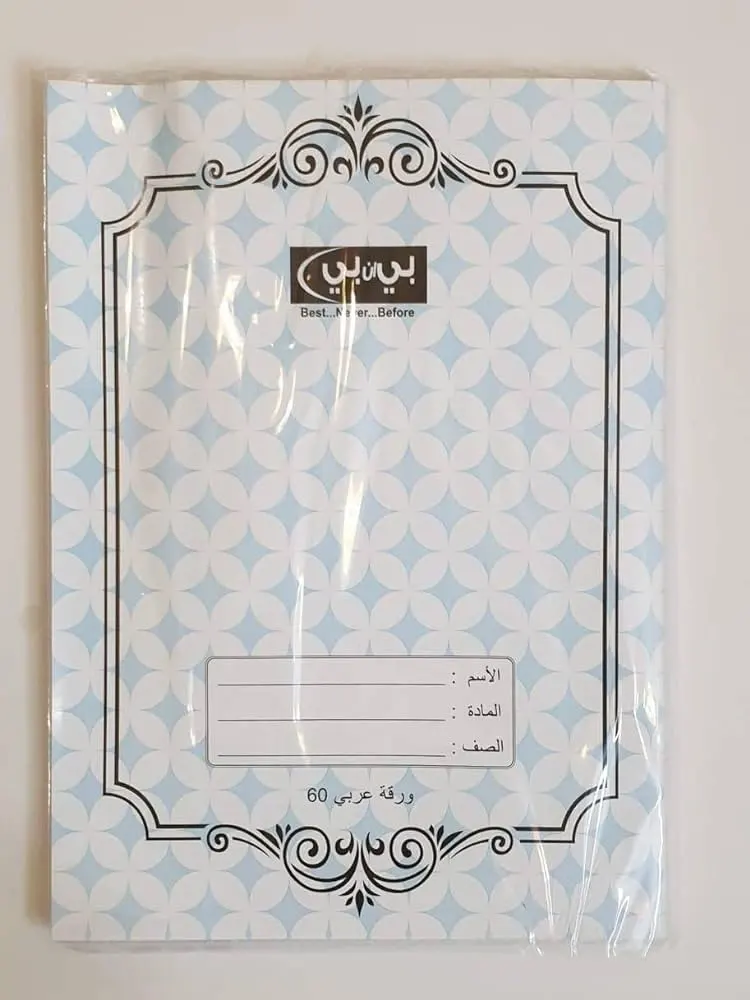 بي ان بي
Best...Never...Before
الأسم :
المادة :
الصف :
60 ورقة عربي